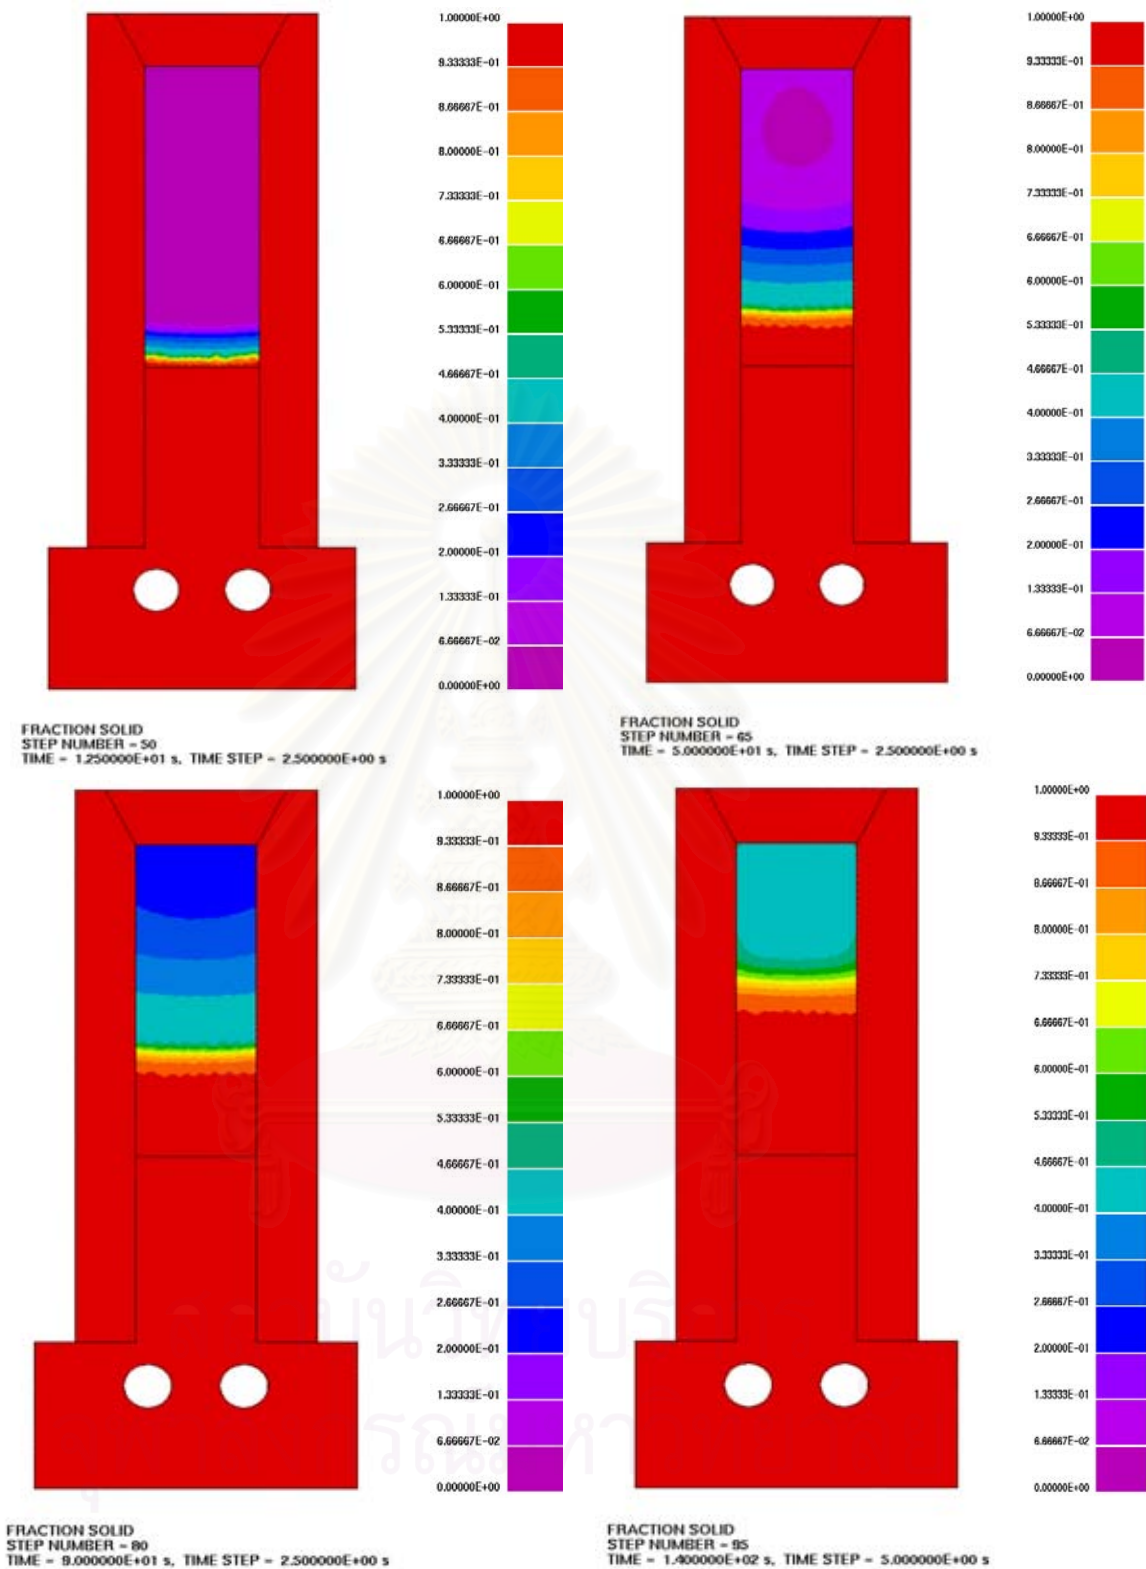 1.00000E+00
9.33333E-01
8.66667E-01
8.00000E-01
7.33333E-01
6.66667E-01
6.00000E-01
5.33333E-01
4.66667E-01
4.00000E-01
3.33333E-01
2.66667E-01
2.00000E-01
1.33333E-01
6.66667E-02
0.00000E+00
FRACTION SOLID
STEP NUMBER = 50
TIME = 1.250000E+01 s, TIME STEP = 2.500000E+00 s
1.00000E+00
9.33333E-01
8.66667E-01
8.00000E-01
7.33333E-01
6.66667E-01
6.00000E-01
5.33333E-01
4.66667E-01
4.00000E-01
3.33333E-01
2.66667E-01
2.00000E-01
1.33333E-01
6.66667E-02
0.00000E+00
FRACTION SOLID
STEP NUMBER = 65
TIME = 5.000000E+01 s, TIME STEP = 2.500000E+00 s
1.00000E+00
9.33333E-01
8.66667E-01
8.00000E-01
7.33333E-01
6.66667E-01
6.00000E-01
5.33333E-01
4.66667E-01
4.00000E-01
3.33333E-01
2.66667E-01
2.00000E-01
1.33333E-01
6.66667E-02
0.00000E+00
FRACTION SOLID
STEP NUMBER = 80
TIME = 9.000000E+01 s, TIME STEP = 2.500000E+00 s
1.00000E+00
9.33333E-01
8.66667E-01
8.00000E-01
7.33333E-01
6.66667E-01
6.00000E-01
5.33333E-01
4.66667E-01
4.00000E-01
3.33333E-01
2.66667E-01
2.00000E-01
1.33333E-01
6.66667E-02
0.00000E+00
FRACTION SOLID
STEP NUMBER = 95
TIME = 1.400000E+02 s, TIME STEP = 5.000000E+00 s